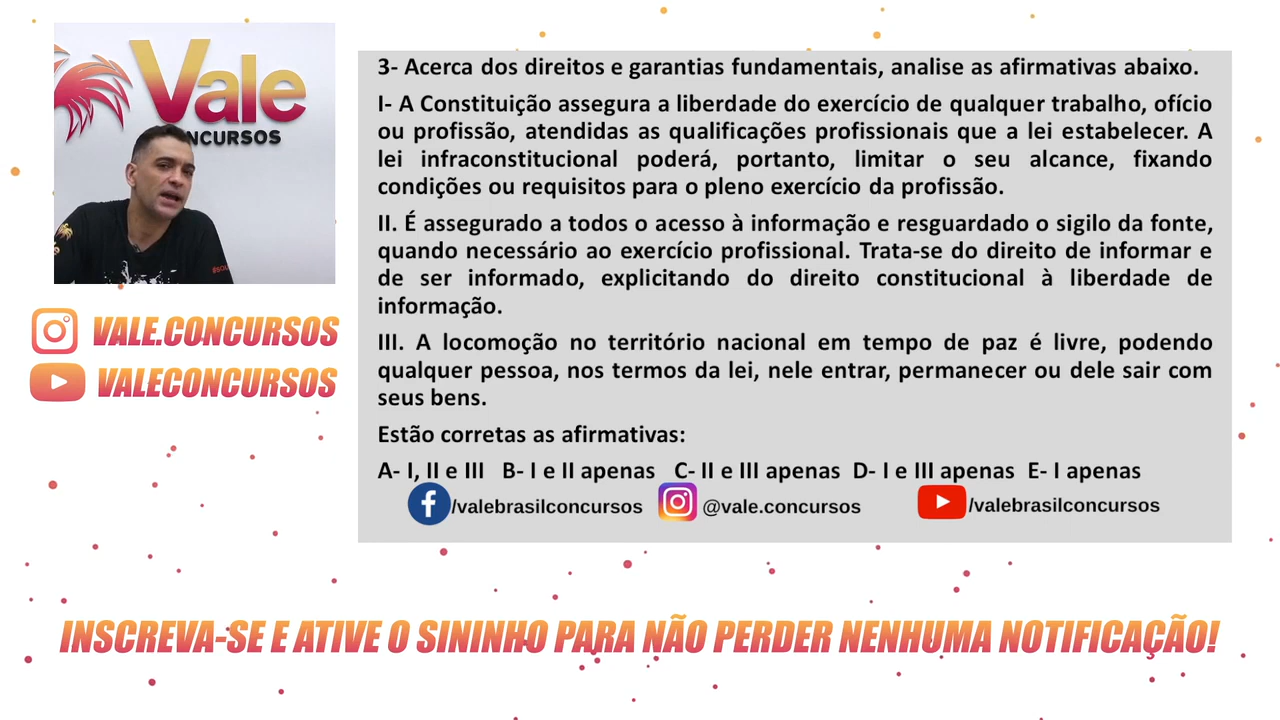 Vale
NCURSOS
VALE.CONCURSOS
VALECONCURSOS
3- Acerca dos direitos e garantias fundamentais, analise as afirmativas abaixo.
I- A Constituição assegura a liberdade do exercício de qualquer trabalho, ofício
ou profissão, atendidas as qualificações profissionais que a lei estabelecer. A
lei infraconstitucional poderá, portanto, limitar o seu alcance, fixando
condições ou requisitos para o pleno exercício da profissão.
II. É assegurado a todos o acesso à informação e resguardado o sigilo da fonte,
quando necessário ao exercício profissional. Trata-se do direito de informar e
de ser informado, explicitando do direito constitucional à liberdade de
informação.
III. A locomoção no território nacional em tempo de paz é livre, podendo
qualquer pessoa, nos termos da lei, nele entrar, permanecer ou dele sair com
seus bens.
Estão corretas as afirmativas:
A- I, II e III B- I e II apenas C- II e III apenas D- I e III apenas E- I apenas
/valebrasilconcursos @vale.concursos /valebrasilconcursos
INSCREVA-SE E ATIVE O SININHO PARA NÃO PERDER NENHUMA NOTIFICAÇÃO!